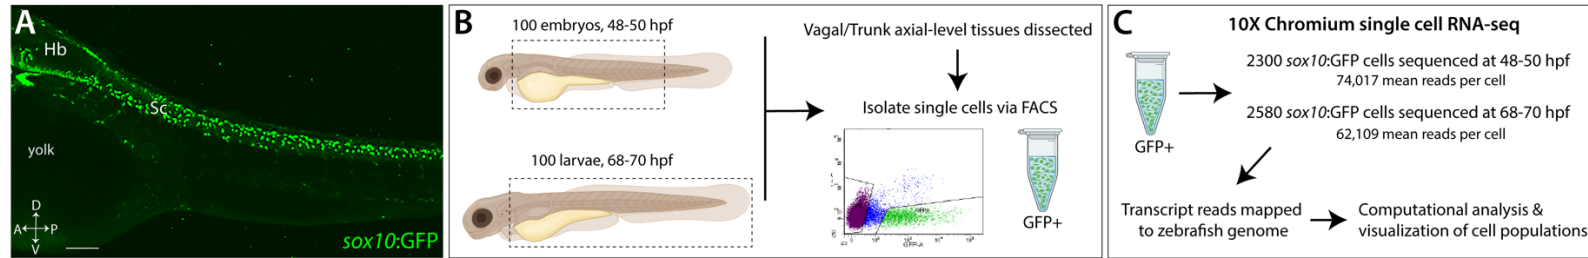 A
Hb
Sc
yolk
D
A
P
V
sox10:GFP
B
100 embryos, 48-50 hpf
100 larvae, 68-70 hpf
Vagal/Trunk axial-level tissues dissected
Isolate single cells via FACS
GFP-A
GFP+
C
10X Chromium single cell RNA-seq
GFP+
2300 sox10:GFP cells sequenced at 48-50 hpf
74,017 mean reads per cell
2580 sox10:GFP cells sequenced at 68-70 hpf
62,109 mean reads per cell
Transcript reads mapped
to zebrafish genome
Computational analysis &
visualization of cell populations